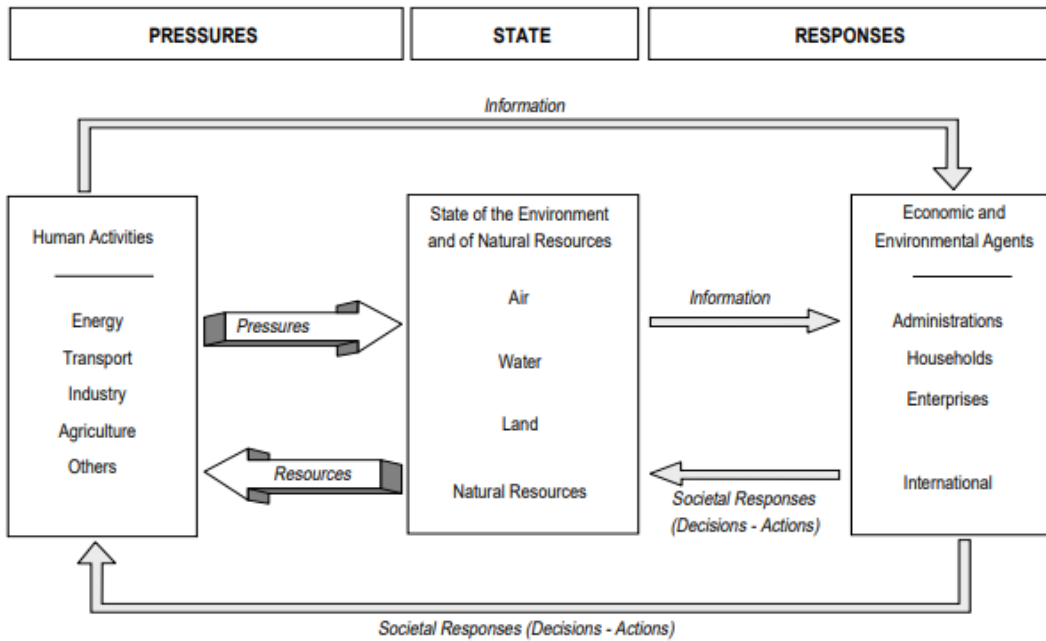 PRESSURES
STATE
RESPONSES
Information
Human Activities
Energy
Transport
Industry
Agriculture
Others
Pressures
Resources
State of the Environment
and of Natural Resources
Air
Water
Land
Natural Resources
Information
Societal Responses
(Decisions - Actions)
Economic and
Environmental Agents
Administrations
Households
Enterprises
International
Societal Responses (Decisions - Actions)